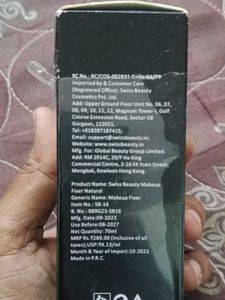 RC.No.: RC/COS-002931 Endo-04/79
Imported By & Customer Care
(Registered Office): Swiss Beauty
Cosmetics Pvt. Ltd.
Add: Upper Ground Floor Unit No. 06, 07,
08, 09, 10, 11, 12, Magnum Tower-I, Golf
Course Extension Road, Sector-58
Gurgaon, 122011.
Tel: +918287187415;
Email: support@swissbeauty.in;
Website: www.swissbeauty.in
Mfg. For: Global Beauty Group Limited.
Add: RM 2914C, 29/F Ho King
Commercial Centre, 2-16 FA Yuen Street,
Mongkok, Kowloon Hong Kong.
Product Name: Swiss Beauty Makeup
Fixer Natural
Generic Name: Makeup Fixer
Item: SB-16
B. No.: 889G23-SB16
Mfg. 09-2023
Use Before:08-2027
Net Quantity: 70ml
MRP Rs.₹289.00 (Inclusive of all
taxes);USP:₹4.13/ml
Month & Year of Import:10-2023
Made in P.R.C.